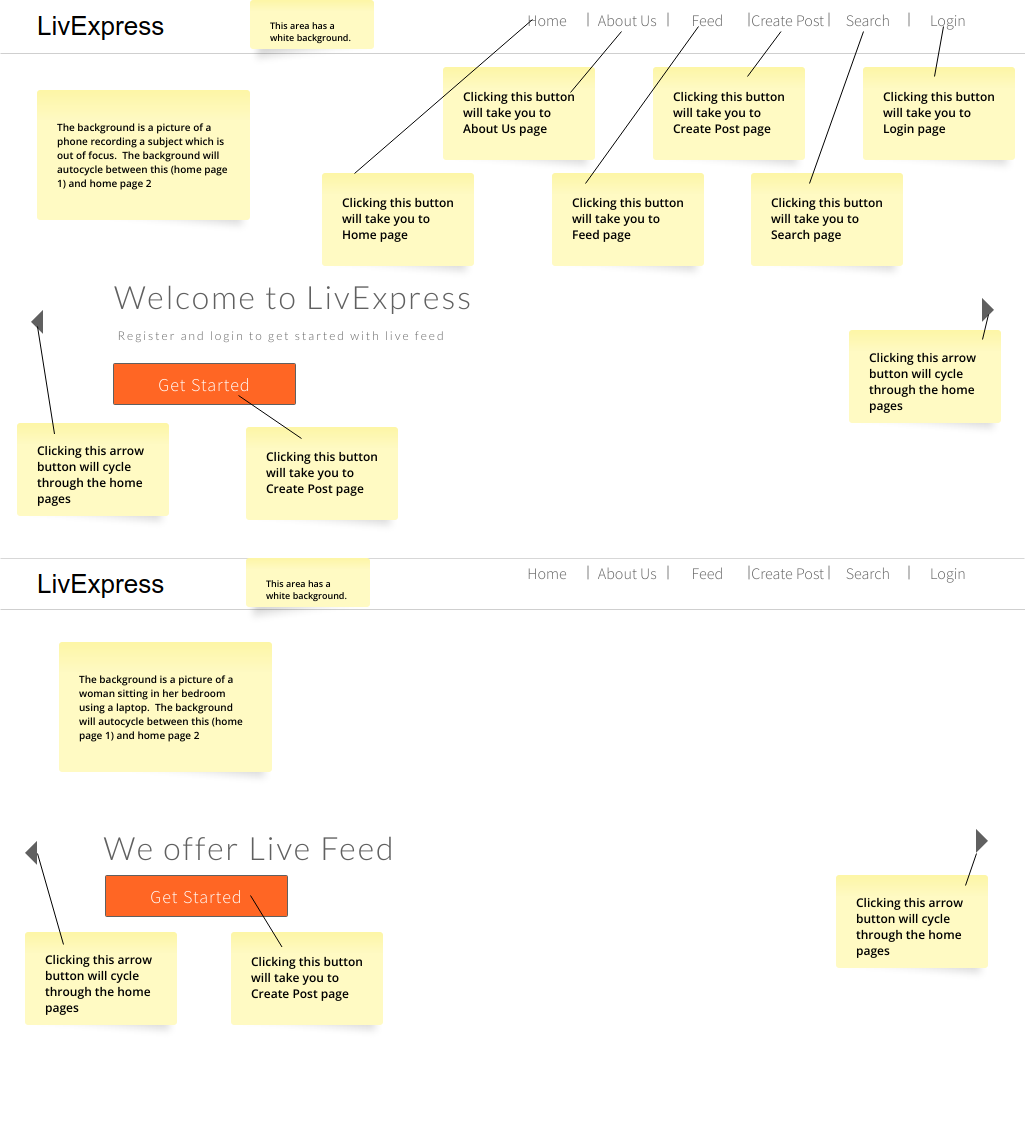 LivExpress
This area has a
white background.
Home | About Us | Feed |Create Post| Search | Login
The background is a picture of a
phone recording a subject which is
out of focus. The background will
autocycle between this (home page
1) and home page 2
Clicking this button
will take you to
About Us page
Clicking this button
will take you to
Create Post page
Clicking this button
will take you to
Login page
Clicking this button
will take you to
Home page
Clicking this button
will take you to
Feed page
Clicking this button
will take you to
Search page
Welcome to LivExpress
Register and login to get started with live feed
Get Started
Clicking this arrow
button will cycle
through the home
pages
Clicking this arrow
button will cycle
through the home
pages
Clicking this button
will take you to
Create Post page
LivExpress
This area has a
white background.
Home | About Us | Feed |Create Post| Search | Login
The background is a picture of a
woman sitting in her bedroom
using a laptop. The background
will autocycle between this (home
page 1) and home page 2
We offer Live Feed
Get Started
Clicking this arrow
button will cycle
through the home
pages
Clicking this arrow
button will cycle
through the home
pages
Clicking this button
will take you to
Create Post page